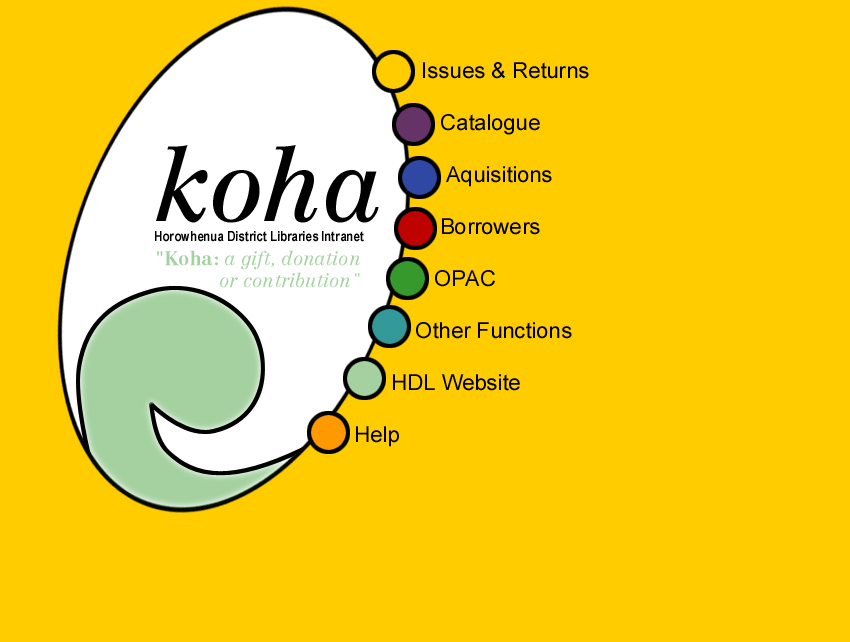 koha
Horowhenua District Libraries Intranet
"Koha: a gift, donation
or contribution"
Issues & Returns
Catalogue
Aquisitions
Borrowers
OPAC
Other Functions
HDL Website
Help